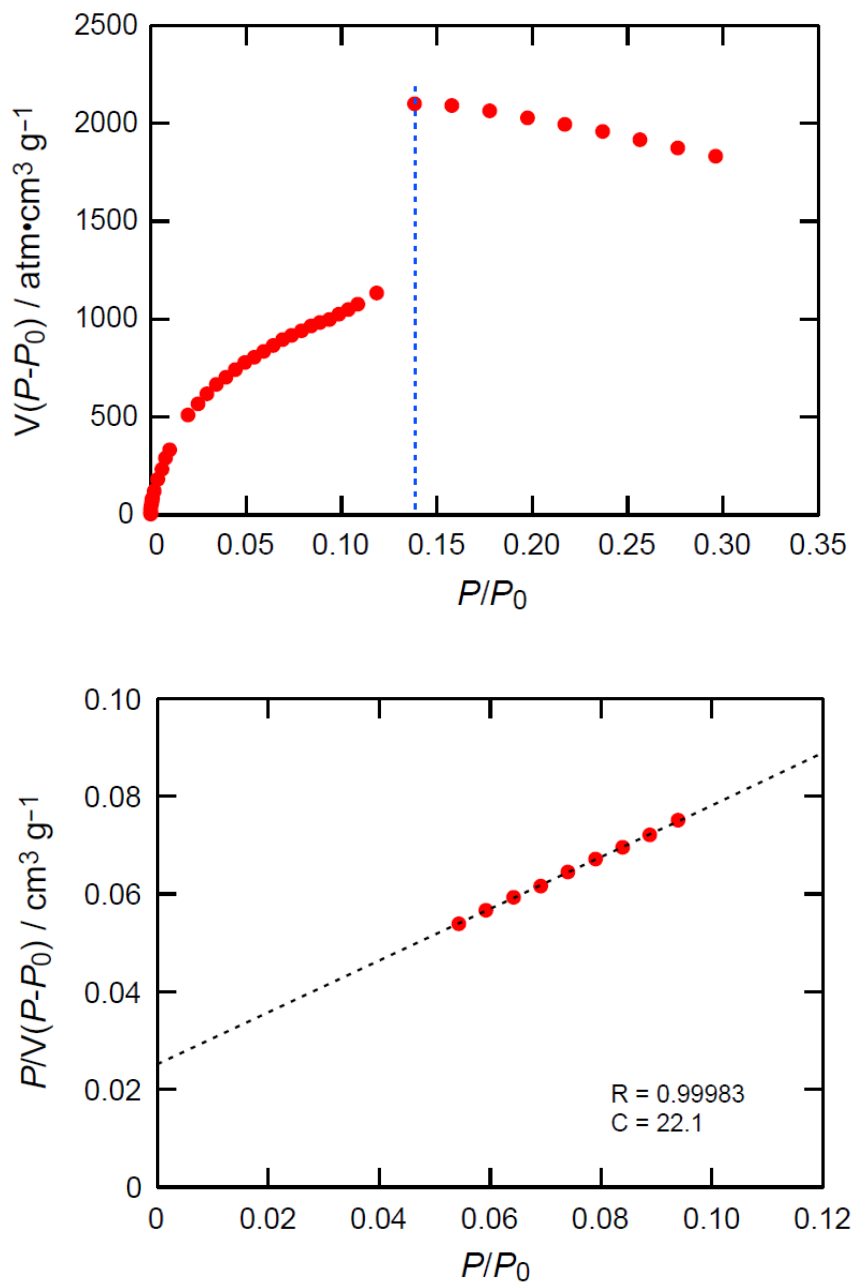 2500
2000
1500
1000
500
0
V(P-P0) / atm•cm³ g⁻¹
0 0.05 0.10 0.15 0.20 0.25 0.30 0.35
P/P0
0.10
0.08
0.06
0.04
0.02
0
P/V(P-P0) / cm³ g⁻¹
R = 0.99983
C = 22.1
0 0.02 0.04 0.06 0.08 0.10 0.12
P/P0